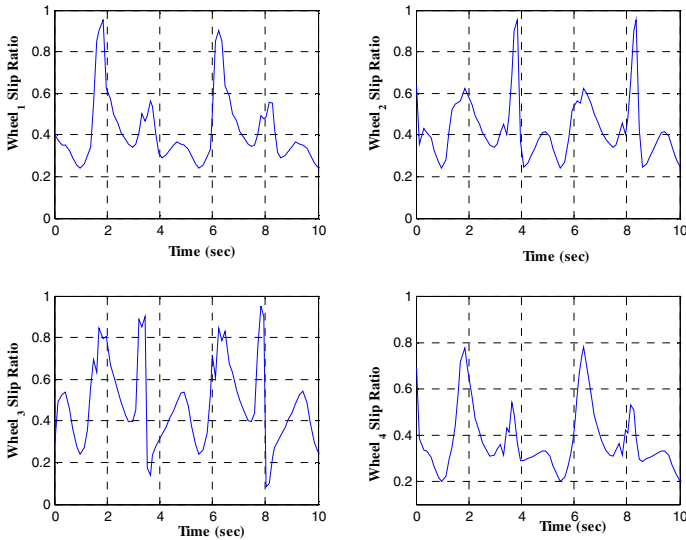 1
0.8
0.6
0.4
0.2
0
Wheel1 Slip Ratio
0 2 4 6 8 10
Time (sec)
1
0.8
0.6
0.4
0.2
0
Wheel2 Slip Ratio
0 2 4 6 8 10
Time (sec)
1
0.8
0.6
0.4
0.2
0
Wheel3 Slip Ratio
0 2 4 6 8 10
Time (sec)
1
0.8
0.6
0.4
0.2
Wheel4 Slip Ratio
0 2 4 6 8 10
Time (sec)